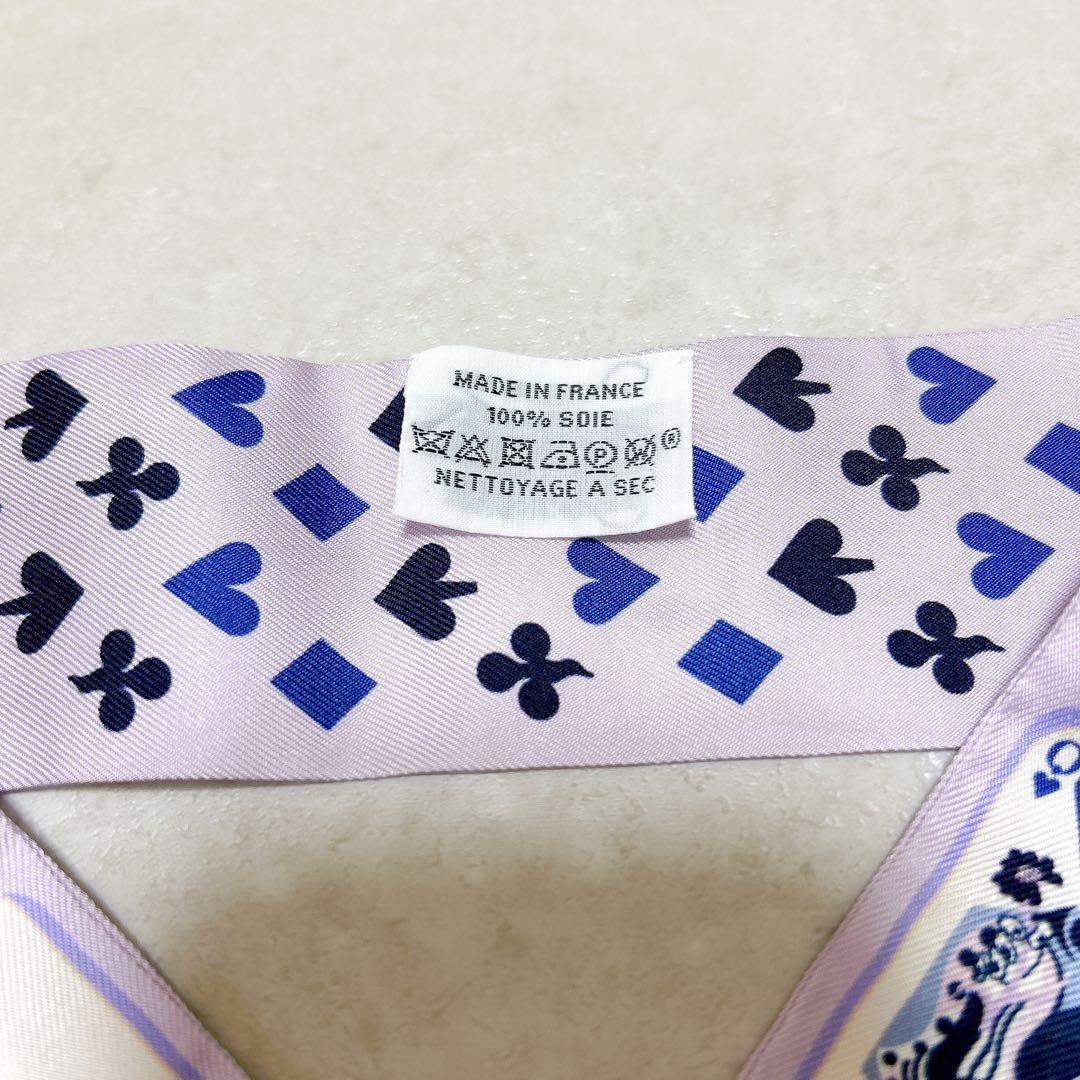 MADE IN FRANCE
100% SOIE
P ®
NETTOYAGE A SEC